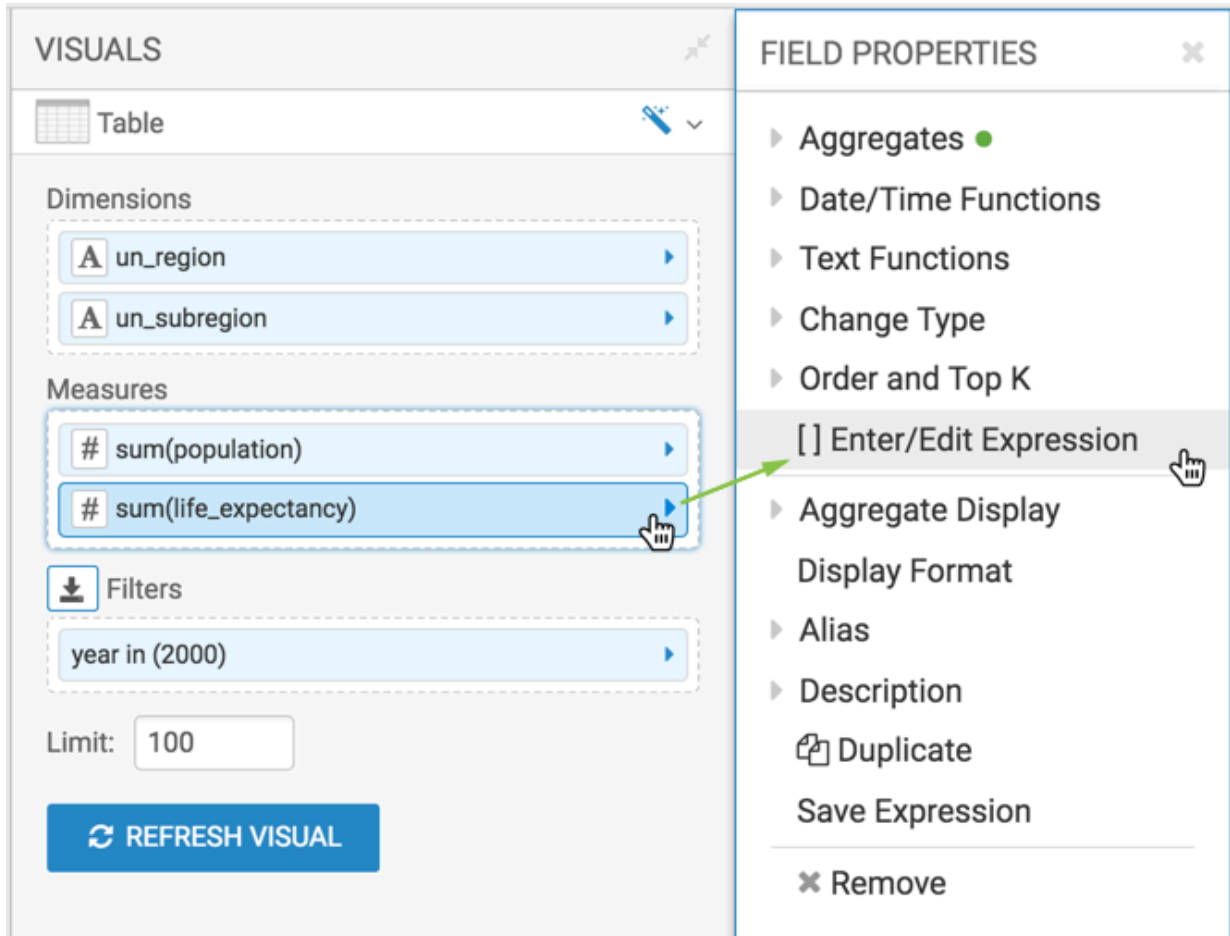 VISUALS
Table
Dimensions
A un_region
A un_subregion
Measures
# sum(population)
# sum(life_expectancy)
Filters
year in (2000)
Limit: 100
REFRESH VISUAL
FIELD PROPERTIES
Aggregates
Date/Time Functions
Text Functions
Change Type
Order and Top K
[ ] Enter/Edit Expression
Aggregate Display
Display Format
Alias
Description
Duplicate
Save Expression
Remove